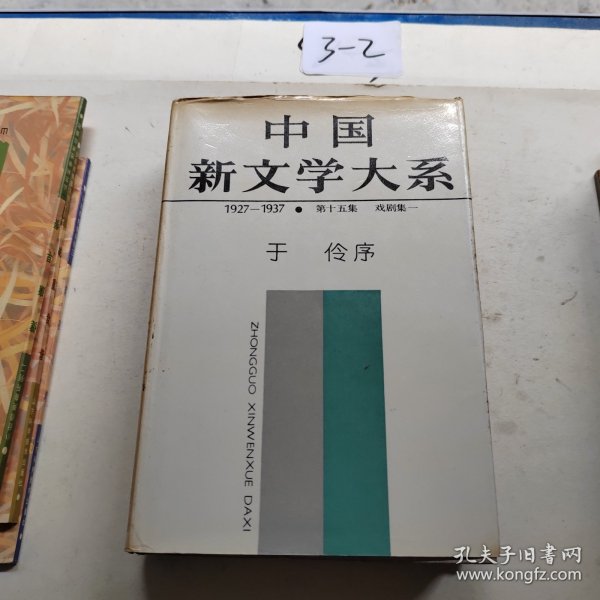 3-2
中国
新文学大系
1927—1937 ● 第十五集 戏剧集一
于 伶序
ZHONGGUO XINWENXUE DAXI
孔夫子旧书网
www.kongfz.com